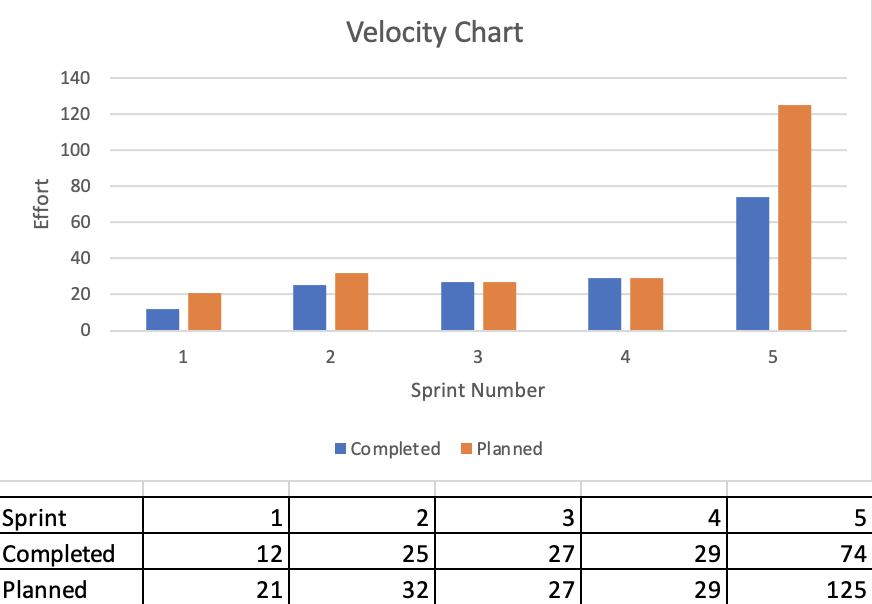 Velocity Chart
140
120
100
80
60
40
20
0
Effort
1 2 3 4 5
Sprint Number
Completed Planned
Sprint 1 2 3 4 5
Completed 12 25 27 29 74
Planned 21 32 27 29 125